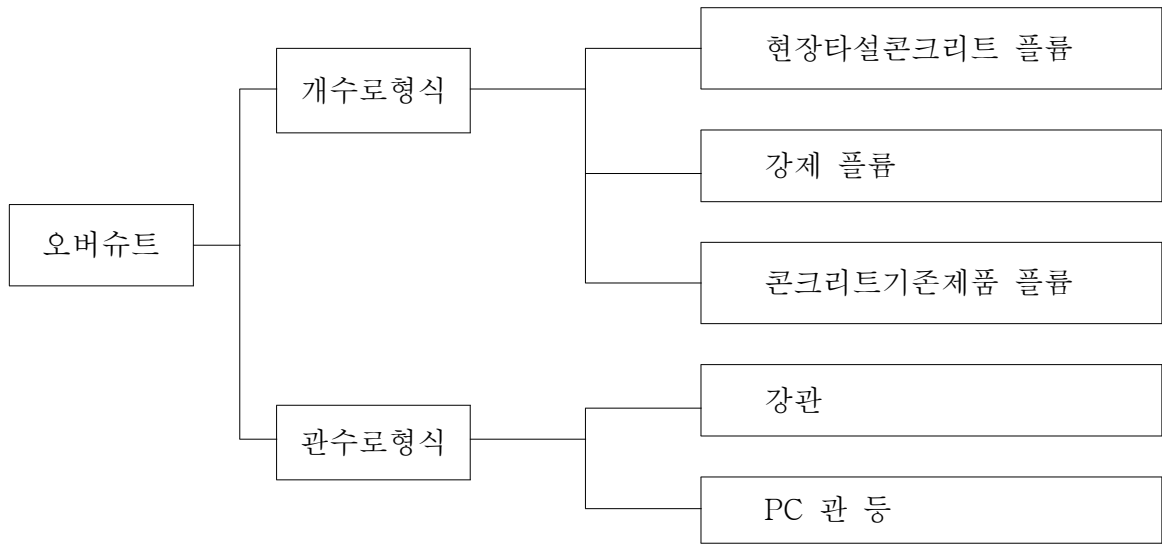 오버슈트
개수로형식
현장타설콘크리트 플륨
강제 플륨
콘크리트기존제품 플륨
관수로형식
강관
PC 관 등